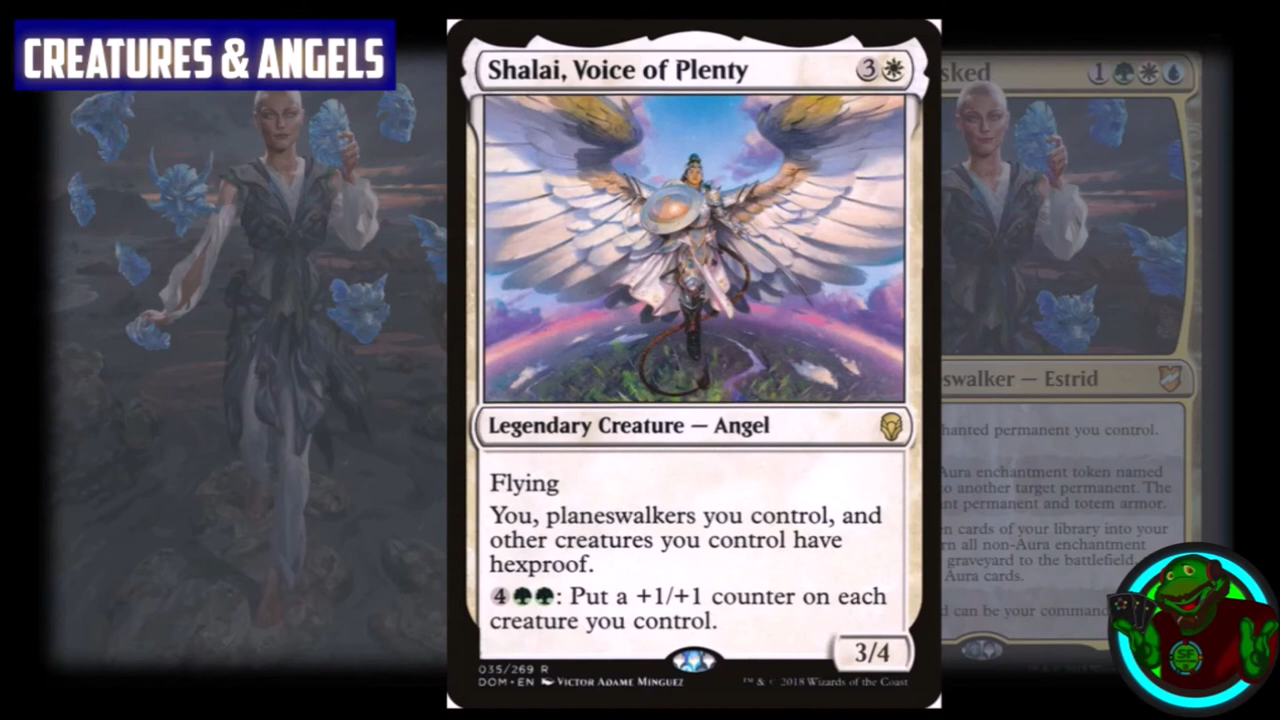 CREATURES & ANGELS
Shalai, Voice of Plenty 3
Legendary Creature — Angel
Flying
You, planeswalkers you control, and
other creatures you control have
hexproof.
4: Put a +1/+1 counter on each
creature you control.
3/4
035/269 R
DOM • EN VICTOR ADAME MINGUEZ
™ & © 2018 Wizards of the Coast
sked 1
swalker — Estrid
hanted permanent you control.
Aura enchantment token named
o another target permanent. The
nt permanent and totem armor.
n cards of your library into your
rn all non-Aura enchantment
graveyard to the battlefield,
Aura cards.
d can be your command
SF